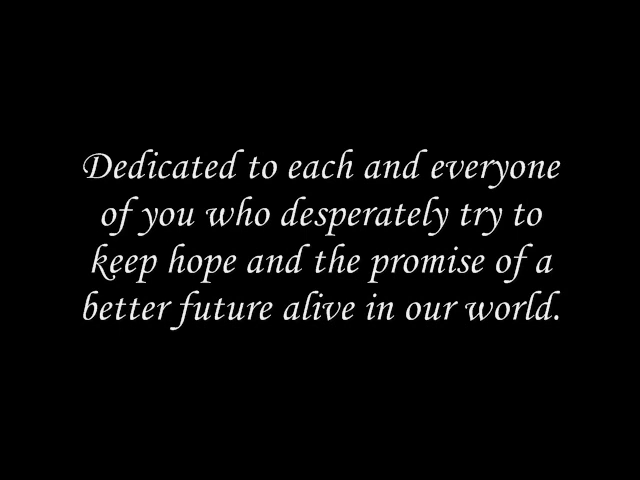 Dedicated to each and everyone
of you who desperately try to
keep hope and the promise of a
better future alive in our world.